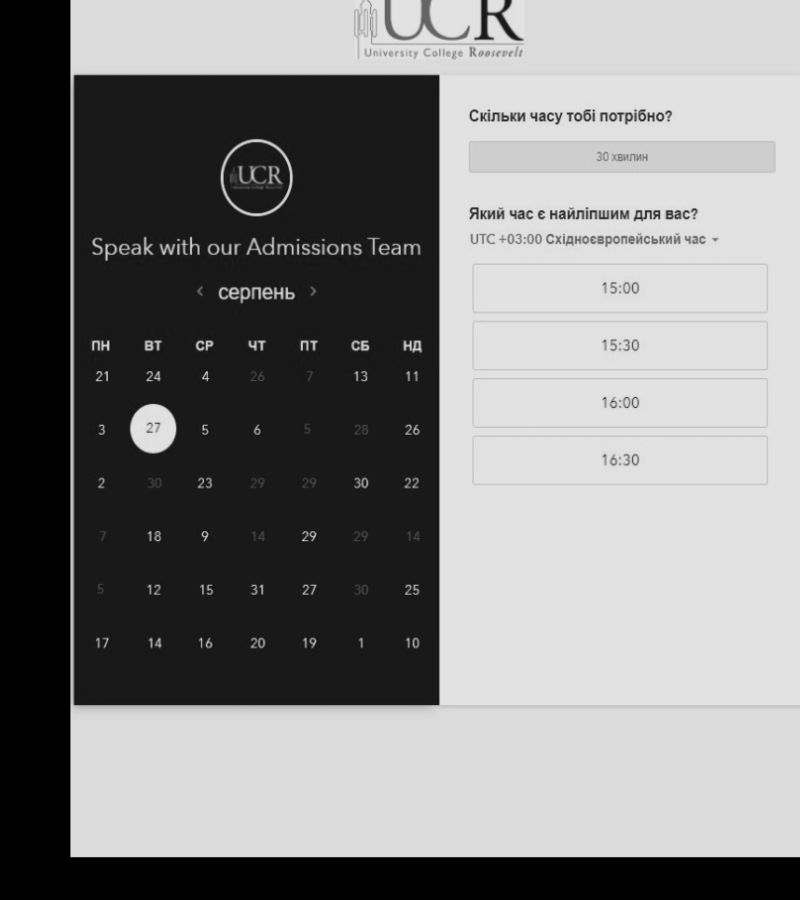 UCR
University College Roosevelt
UCR
Speak with our Admissions Team
< серпень >
ПН ВТ СР ЧТ ПТ СБ НД
21 24 4 26 7 13 11
3 27 5 6 5 28 26
2 30 23 29 29 30 22
7 18 9 14 29 29 14
5 12 15 31 27 30 25
17 14 16 20 19 1 10
Скільки часу тобі потрібно?
30 хвилин
Який час є найліпшим для вас?
UTC +03:00 Східноєвропейський час
15:00
15:30
16:00
16:30